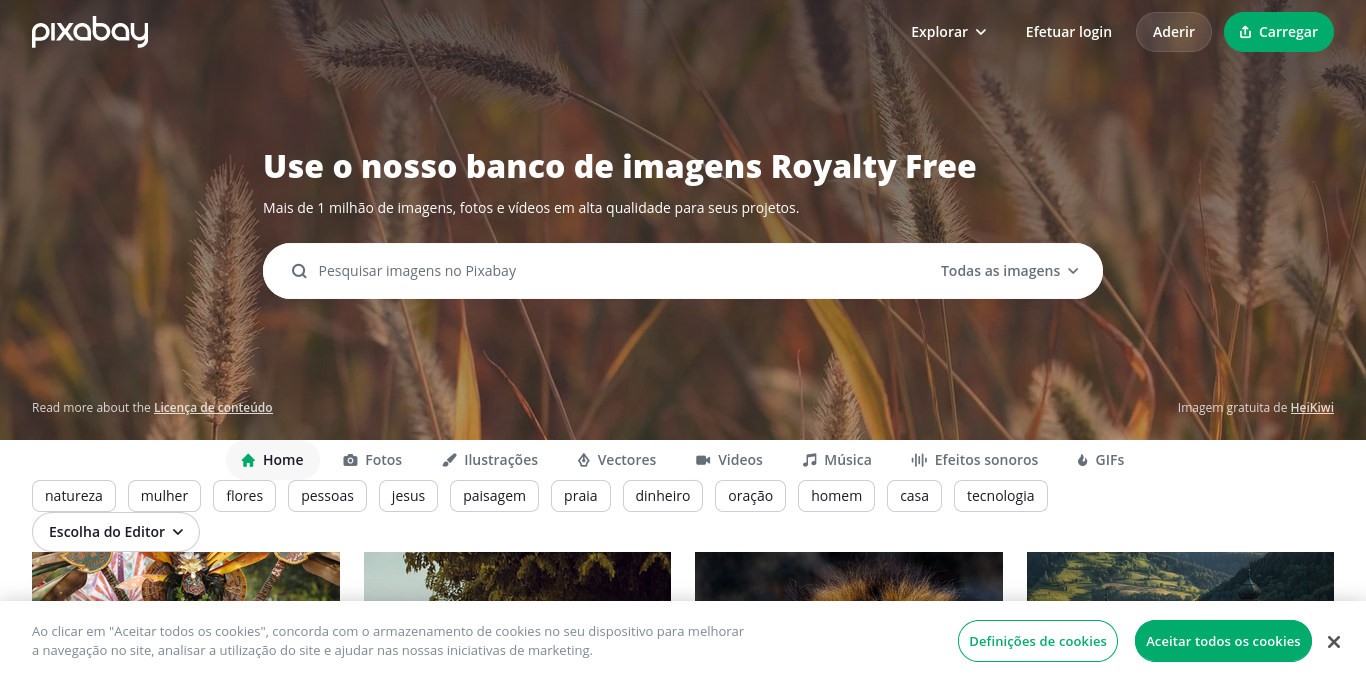 pixabay
Explorar
Efetuar login
Aderir
Carregar
Use o nosso banco de imagens Royalty Free
Mais de 1 milhão de imagens, fotos e vídeos em alta qualidade para seus projetos.
Pesquisar imagens no Pixabay
Todas as imagens
Read more about the Licença de conteúdo
Imagem gratuita de HeiKiwi
Home Fotos Ilustrações Vectores Videos Música Efeitos sonoros GIFs
natureza mulher flores pessoas jesus paisagem praia dinheiro oração homem casa tecnologia
Escolha do Editor
Ao clicar em "Aceitar todos os cookies", concorda com o armazenamento de cookies no seu dispositivo para melhorar
a navegação no site, analisar a utilização do site e ajudar nas nossas iniciativas de marketing.
Definições de cookies
Aceitar todos os cookies